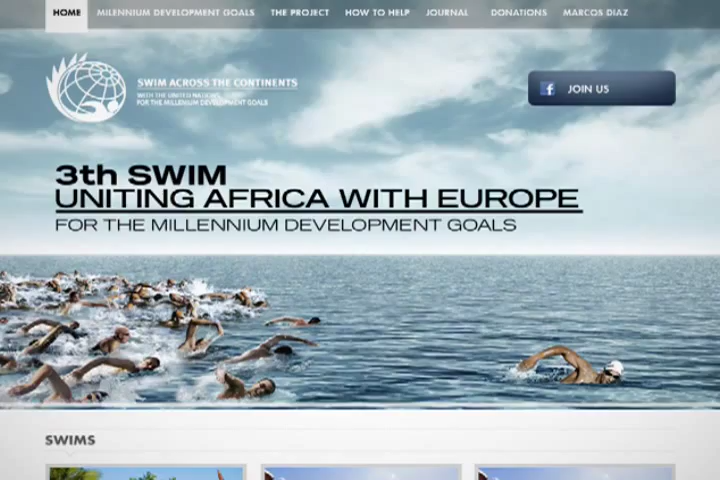 HOME MILENNIUM DEVELOPMENT GOALS THE PROJECT HOW TO HELP JOURNAL DONATIONS MARCOS DIAZ
SWIM ACROSS THE CONTINENTS
WITH THE UNITED NATIONS
FOR THE MILLENIUM DEVELOPMENT GOALS
f JOIN US
3th SWIM
UNITING AFRICA WITH EUROPE
FOR THE MILLENNIUM DEVELOPMENT GOALS
SWIMS